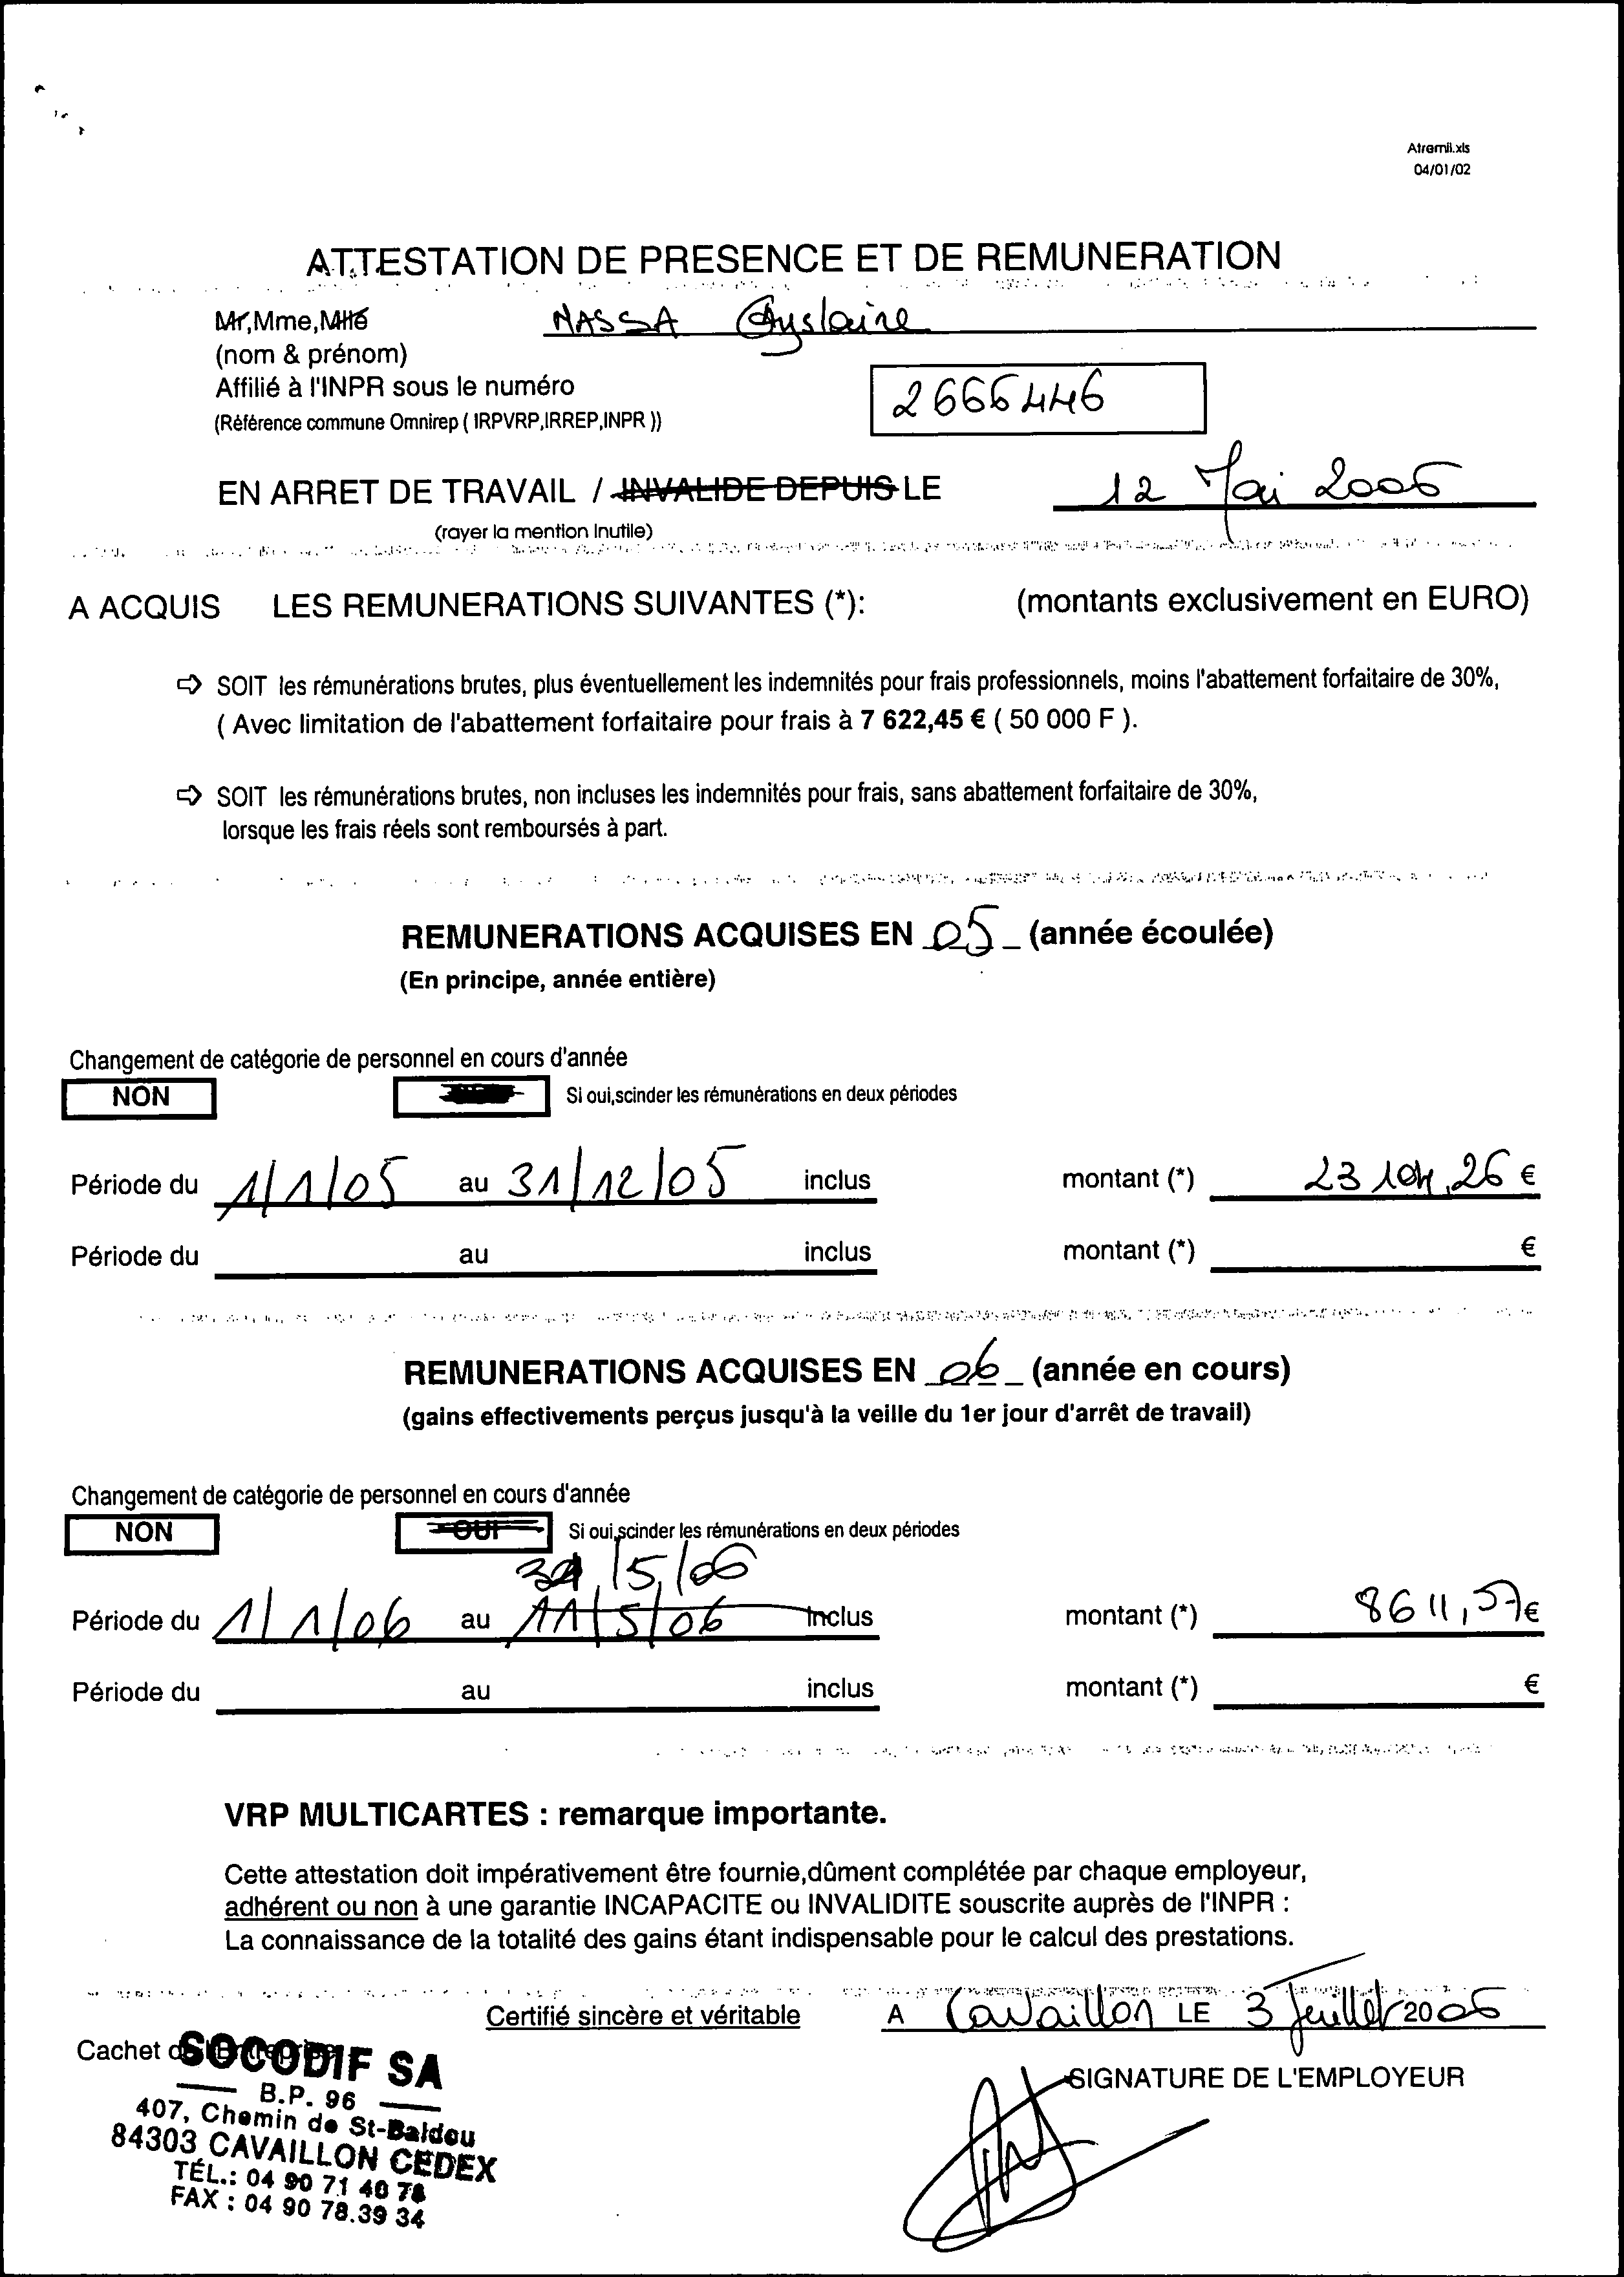 Atremil.xls
04/01/02
ATTESTATION DE PRESENCE ET DE REMUNERATION
Mr,Mme,Mlle MASSA Gyslaine
(nom & prénom)
Affilié à l'INPR sous le numéro 26665446
(Référence commune Omnirep ( IRPVRP,IRREP,INPR ))
EN ARRET DE TRAVAIL / INVALIDE DEPUIS LE 12 Mai 2006
(rayer la mention inutile)
A ACQUIS LES REMUNERATIONS SUIVANTES (*): (montants exclusivement en EURO)
⇨ SOIT les rémunérations brutes, plus éventuellement les indemnités pour frais professionnels, moins l'abattement forfaitaire de 30%,
( Avec limitation de l'abattement forfaitaire pour frais à 7 622,45 € ( 50 000 F ).
⇨ SOIT les rémunérations brutes, non incluses les indemnités pour frais, sans abattement forfaitaire de 30%,
lorsque les frais réels sont remboursés à part.
REMUNERATIONS ACQUISES EN 05 (année écoulée)
(En principe, année entière)
Changement de catégorie de personnel en cours d'année
NON Si oui,scinder les rémunérations en deux périodes
Période du 1/1/05 au 31/12/05 inclus montant (*) 23 104,26 €
Période du au inclus montant (*) €
REMUNERATIONS ACQUISES EN 06 (année en cours)
(gains effectivements perçus jusqu'à la veille du 1er jour d'arrêt de travail)
Changement de catégorie de personnel en cours d'année
NON OUI Si oui,scinder les rémunérations en deux périodes
31/5/06
Période du 1/1/06 au 11/5/06 inclus montant (*) 8611,57 €
Période du au inclus montant (*) €
VRP MULTICARTES : remarque importante.
Cette attestation doit impérativement être fournie,dûment complétée par chaque employeur,
adhérent ou non à une garantie INCAPACITE ou INVALIDITE souscrite auprès de l'INPR :
La connaissance de la totalité des gains étant indispensable pour le calcul des prestations.
Certifié sincère et véritable A Cavaillon LE 3 Juillet 2006
Cachet de l'Entreprise
SIGNATURE DE L'EMPLOYEUR
SOCODIF SA
B.P. 96
407, Chemin de St-Baldou
84303 CAVAILLON CEDEX
TÉL.: 04 90 71 40 78
FAX : 04 90 78.39 34